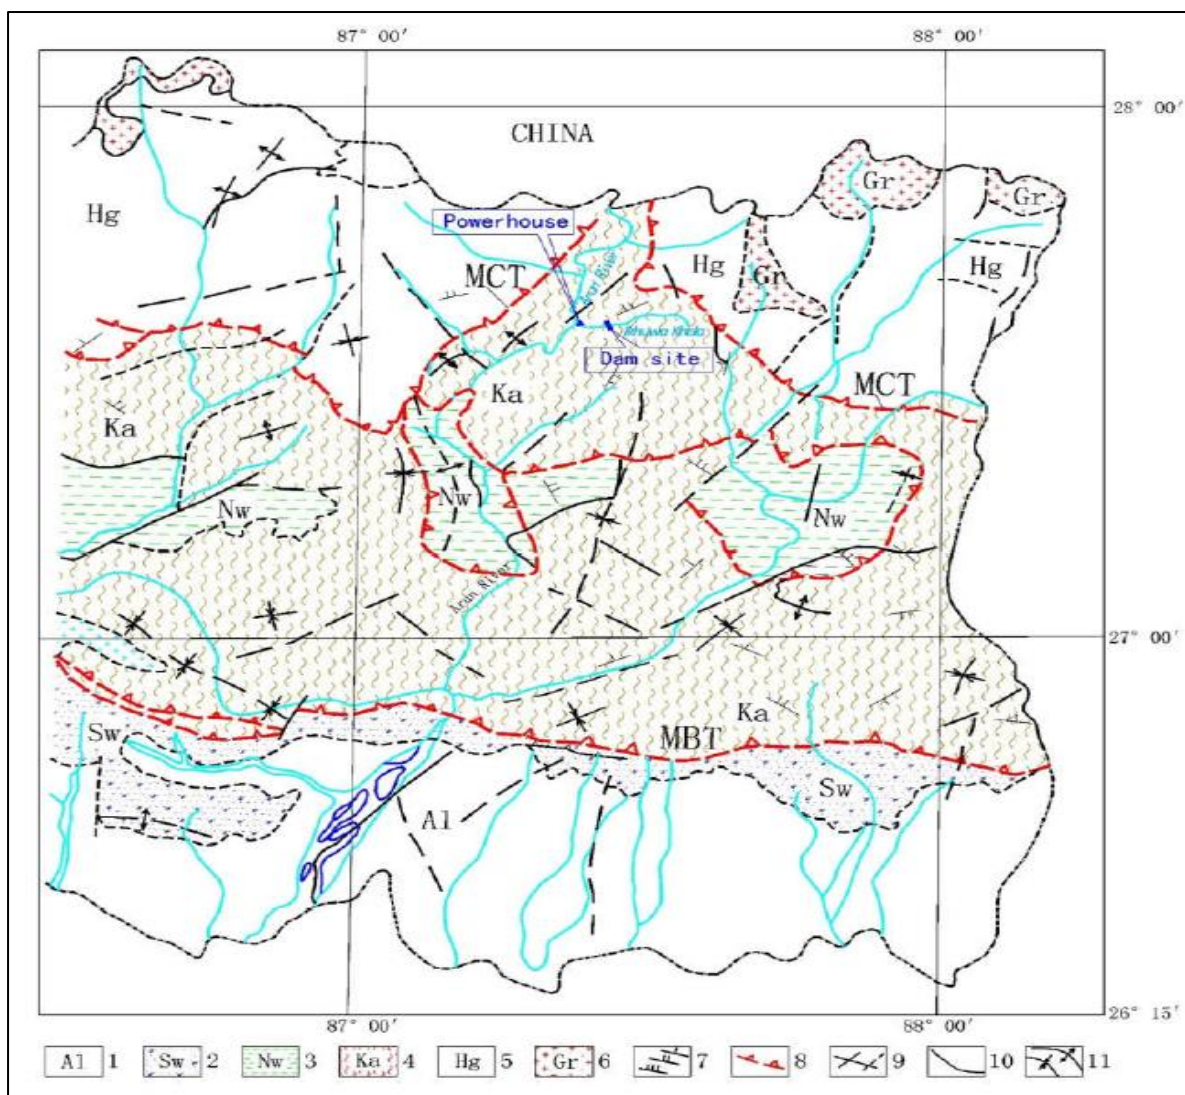 87° 00′ 88° 00′
28° 00′
CHINA
Gr
Gr
Hg
Powerhouse
MCT
Hg
Gr
Hg
Arun River
Dam site
Ka
MCT
Ka
Nw
Nw
Nw
Arun River
27° 00′
Ka
Sw
MBT
Sw
Al
87° 00′ 88° 00′
26° 15′
Al 1 Sw 2 Nw 3 Ka 4 Hg 5 Gr 6 7 8 9 10 11